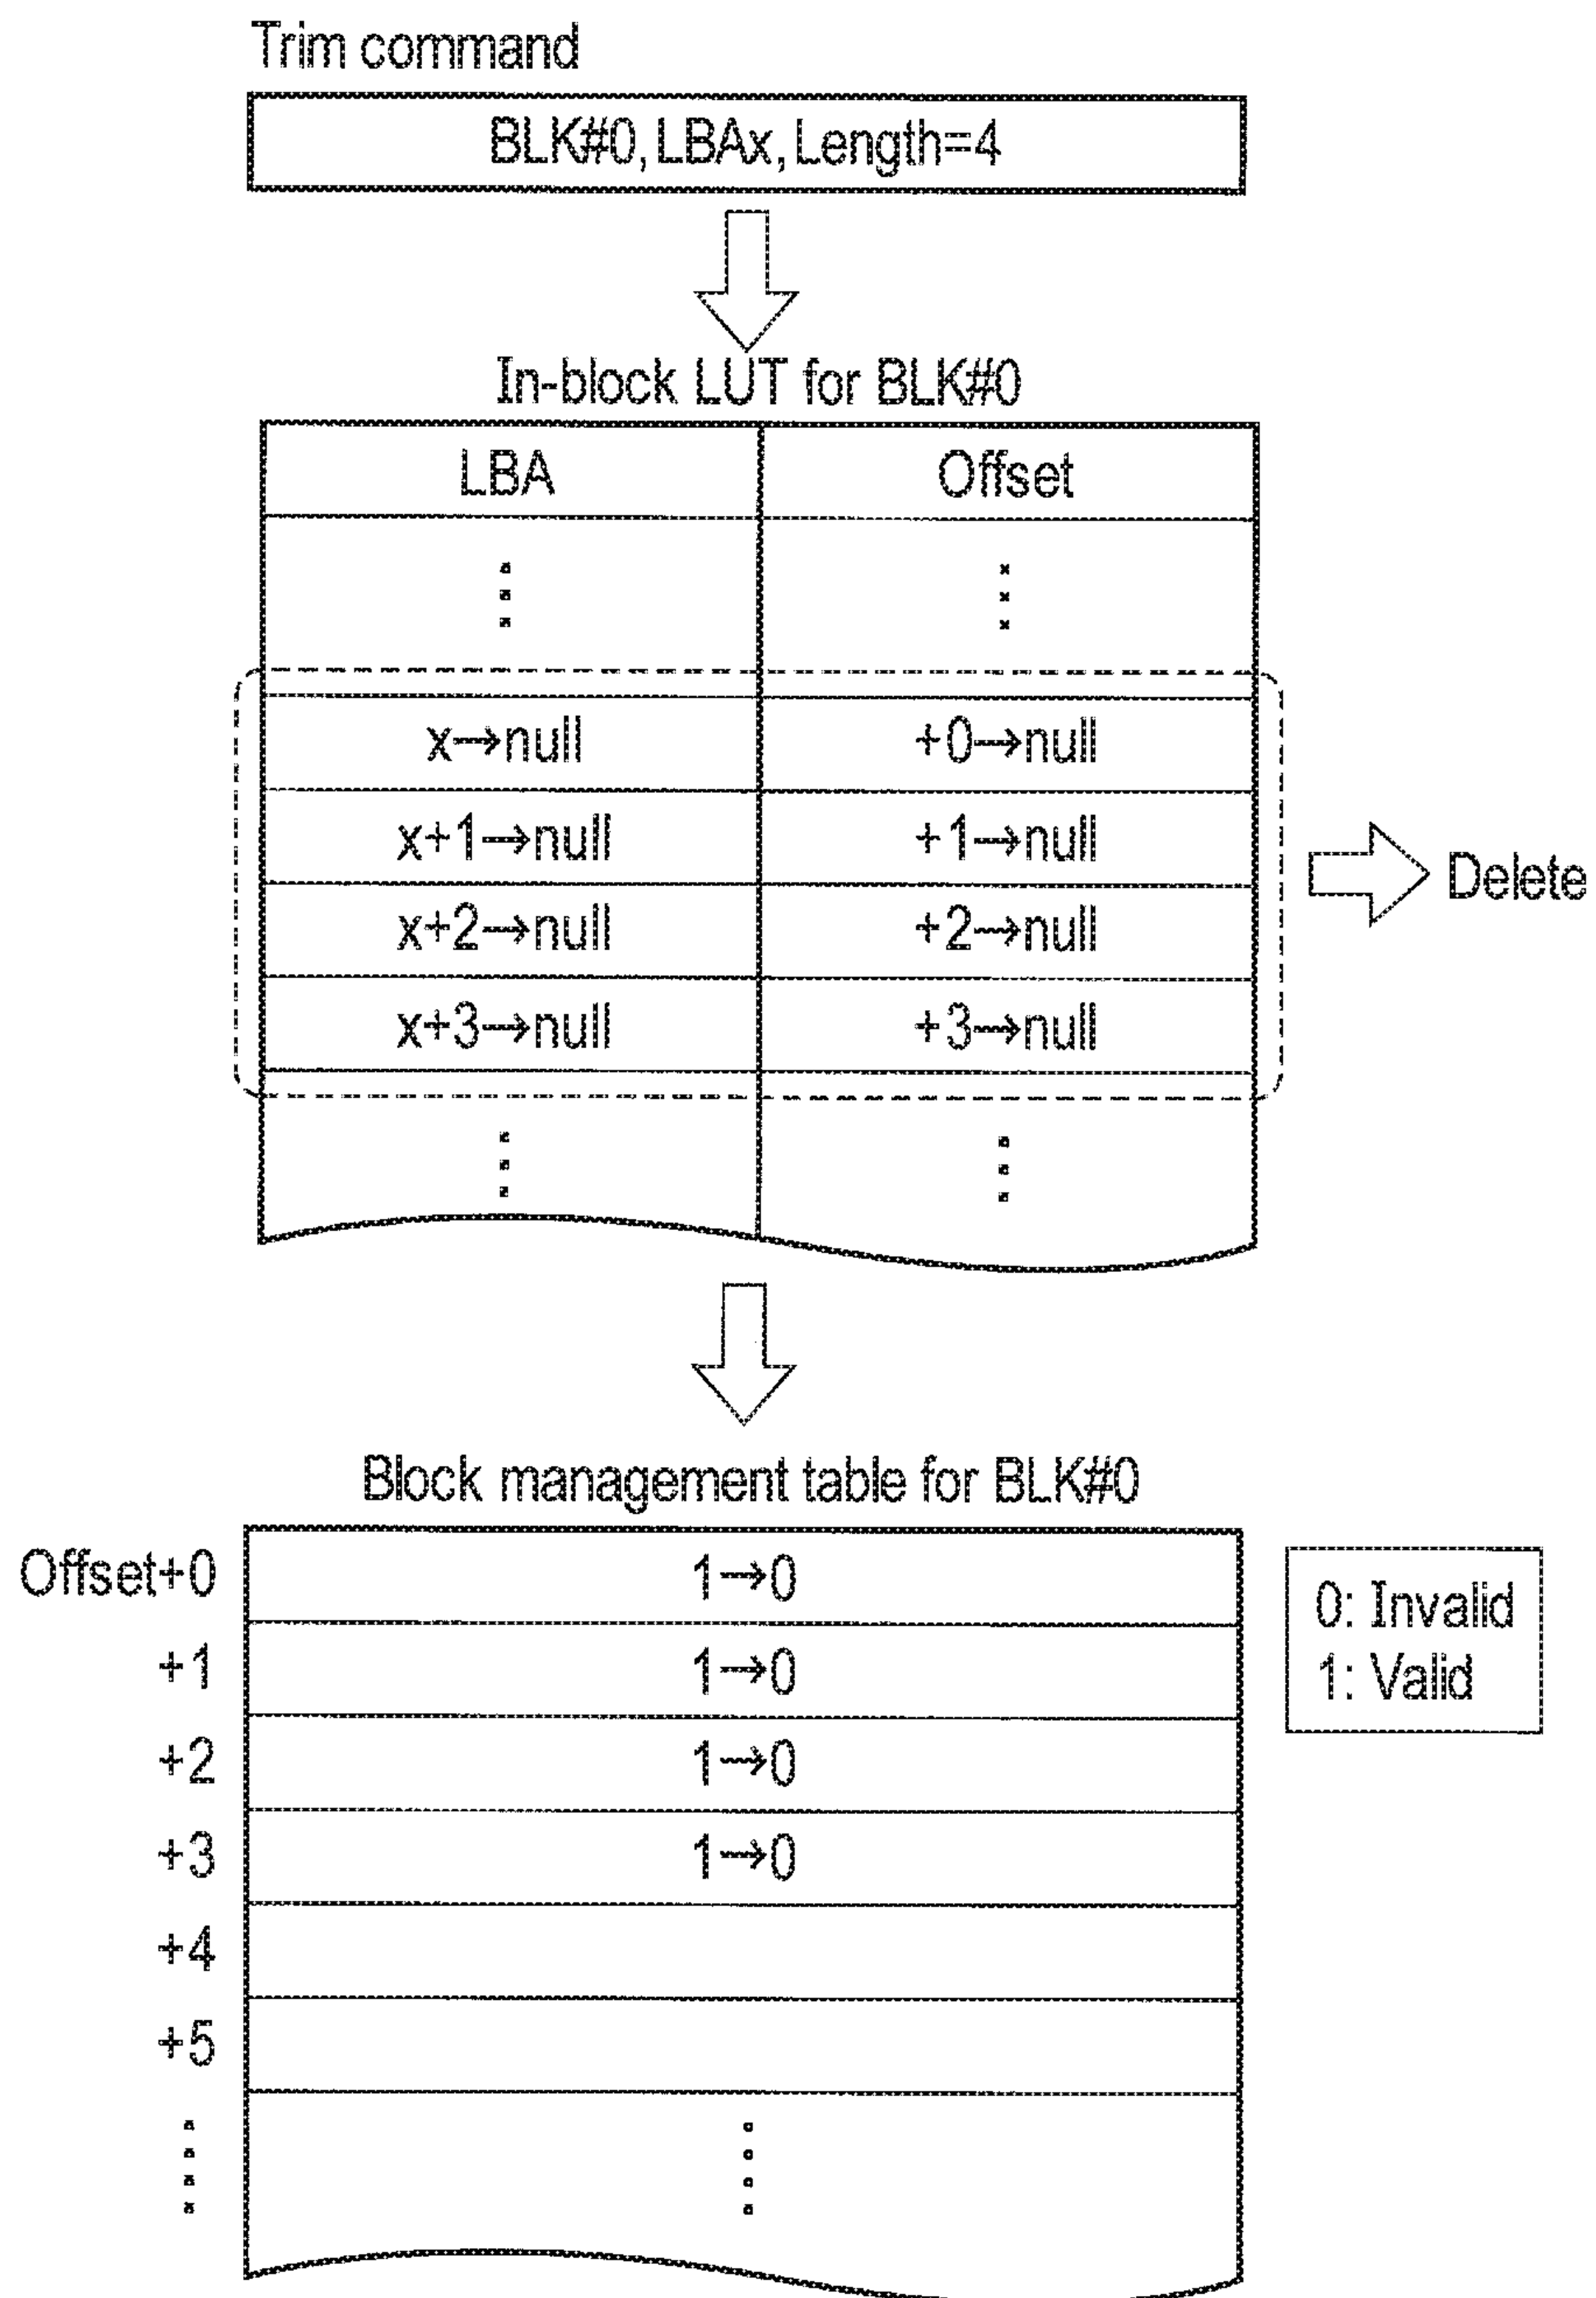 Trim command
BLK#0, LBAx, Length=4
In-block LUT for BLK#0
LBA Offset
x→null +0→null
x+1→null +1→null
x+2→null +2→null
x+3→null +3→null
Delete
Block management table for BLK#0
Offset+0 1→0
+1 1→0
+2 1→0
+3 1→0
+4
+5
0: Invalid
1: Valid